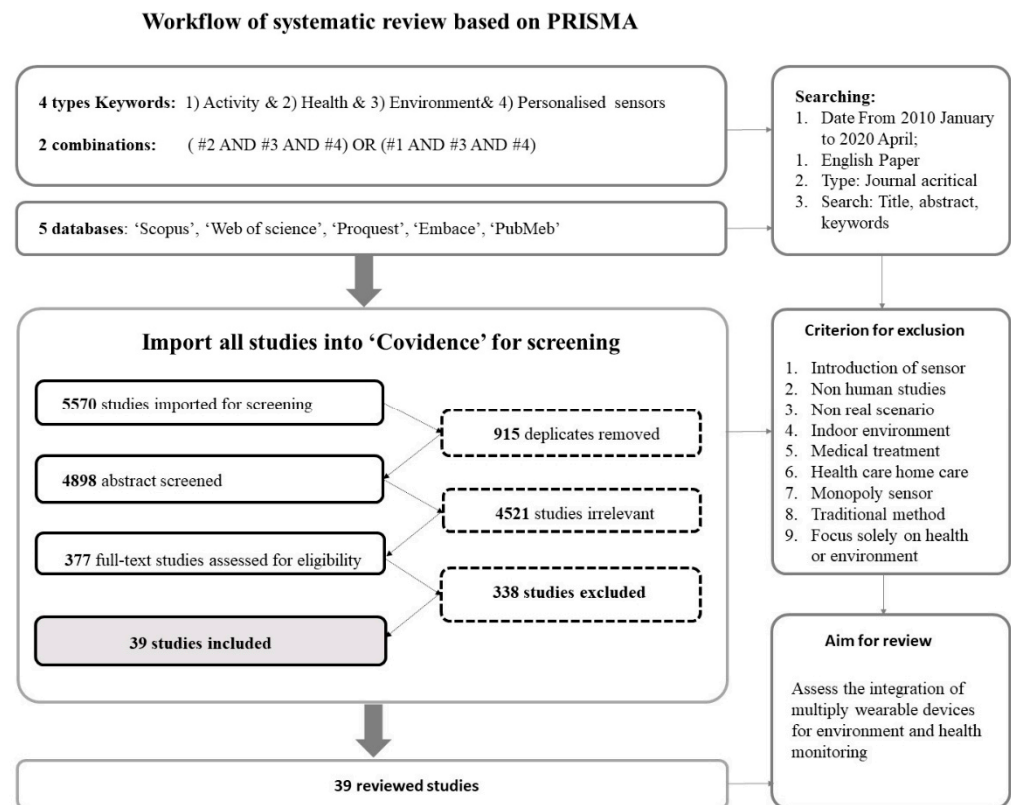 Workflow of systematic review based on PRISMA
4 types Keywords: 1) Activity & 2) Health & 3) Environment& 4) Personalised sensors
2 combinations: ( #2 AND #3 AND #4) OR (#1 AND #3 AND #4)
5 databases: ‘Scopus’, ‘Web of science’, ‘Proquest’, ‘Embace’, ‘PubMeb’
Searching:
1. Date From 2010 January
to 2020 April;
1. English Paper
2. Type: Journal acritical
3. Search: Title, abstract,
keywords
Import all studies into ‘Covidence’ for screening
5570 studies imported for screening
915 deplicates removed
4898 abstract screened
4521 studies irrelevant
377 full-text studies assessed for eligibility
338 studies excluded
39 studies included
Criterion for exclusion
1. Introduction of sensor
2. Non human studies
3. Non real scenario
4. Indoor environment
5. Medical treatment
6. Health care home care
7. Monopoly sensor
8. Traditional method
9. Focus solely on health
or environment
Aim for review
Assess the integration of
multiply wearable devices
for environment and health
monitoring
39 reviewed studies